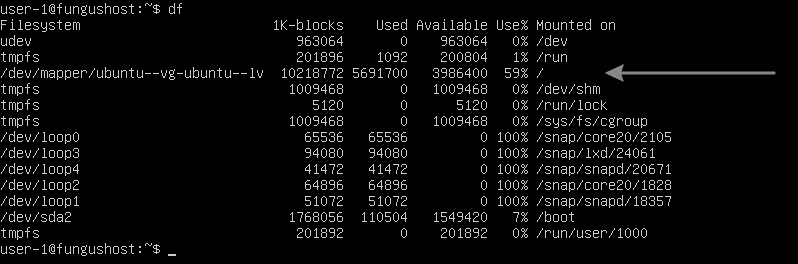 user-1@fungushost:~$ df
Filesystem                        1K-blocks    Used Available Use% Mounted on
udev                                 963064       0    963064   0% /dev
tmpfs                                201896    1092    200804   1% /run
/dev/mapper/ubuntu--vg-ubuntu--lv  10218772 5691700   3986400  59% /
tmpfs                               1009468       0   1009468   0% /dev/shm
tmpfs                                  5120       0      5120   0% /run/lock
tmpfs                               1009468       0   1009468   0% /sys/fs/cgroup
/dev/loop0                            65536   65536         0 100% /snap/core20/2105
/dev/loop3                            94080   94080         0 100% /snap/lxd/24061
/dev/loop4                            41472   41472         0 100% /snap/snapd/20671
/dev/loop2                            64896   64896         0 100% /snap/core20/1828
/dev/loop1                            51072   51072         0 100% /snap/snapd/18357
/dev/sda2                           1768056  110504   1549420   7% /boot
tmpfs                                201892       0    201892   0% /run/user/1000
user-1@fungushost:~$ _